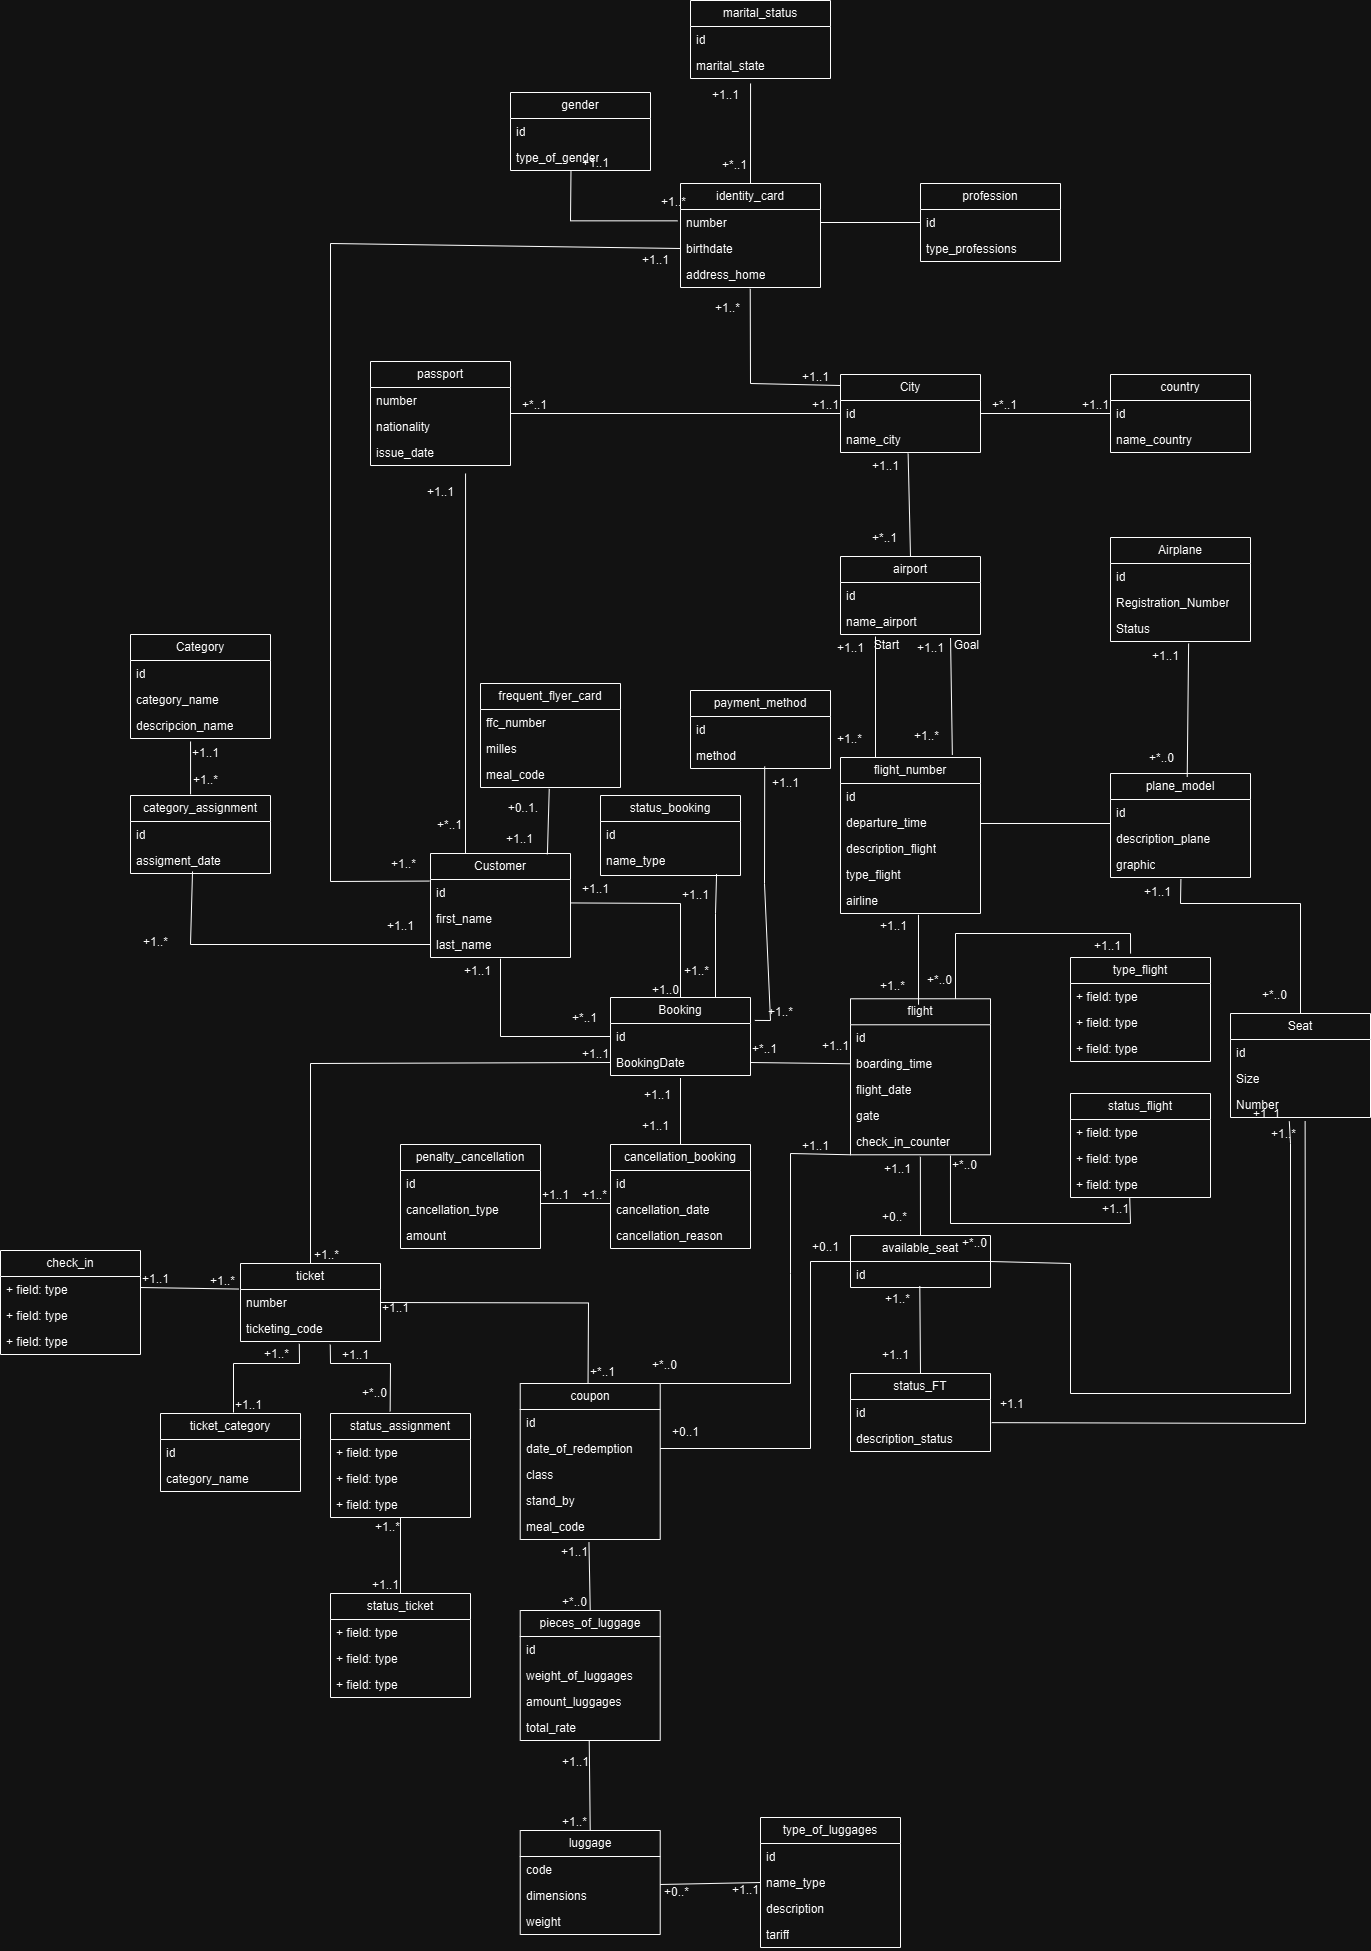 marital_status
id
marital_state
+1..1
+*..1
gender
id
type_of_gender
+1..1
+1..*
identity_card
number
birthdate
address_home
+1..1
+1..*
profession
id
type_professions
passport
number
nationality
issue_date
+*..1
+1..1
+1..1
+1..1
City
id
name_city
+*..1
+1..1
country
id
name_country
+1..1
+*..1
airport
id
name_airport
+1..1
Start
+1..1
Goal
+1..*
+1..*
Airplane
id
Registration_Number
Status
+1..1
+*..0
Category
id
category_name
descripcion_name
+1..1
+1..*
category_assignment
id
assigment_date
+1..*
+1..1
frequent_flyer_card
ffc_number
milles
meal_code
+0..1.
+1..1
payment_method
id
method
+1..1
+1..*
status_booking
id
name_type
+1..1
+1..*
flight_number
id
departure_time
description_flight
type_flight
airline
+1..1
+1..*
plane_model
id
description_plane
graphic
+1..1
+*..0
+*..1
+1..*
Customer
id
first_name
last_name
+1..1
+1..0
+1..1
+*..1
Booking
id
BookingDate
+1..1
+*..1
+1..1
+1..1
+1..1
flight
id
boarding_time
flight_date
gate
check_in_counter
+*..0
+1..1
type_flight
+ field: type
+ field: type
+ field: type
Seat
id
Size
Number
+1..1
+1..*
status_flight
+ field: type
+ field: type
+ field: type
+1..1
+*..0
+1..1
+0..*
+1..1
penalty_cancellation
id
cancellation_type
amount
+1..1
+1..*
cancellation_booking
id
cancellation_date
cancellation_reason
available_seat
id
+*..0
+0..1
+1..*
+1..1
check_in
+ field: type
+ field: type
+ field: type
+1..1
+1..*
+1..*
ticket
number
ticketing_code
+1..1
+1..*
+1..1
+1..1
+*..0
+*..1
+*..0
status_FT
id
description_status
+1.1
ticket_category
id
category_name
status_assignment
+ field: type
+ field: type
+ field: type
+1..*
+1..1
coupon
id
date_of_redemption
class
stand_by
meal_code
+0..1
+1..1
+*..0
status_ticket
+ field: type
+ field: type
+ field: type
pieces_of_luggage
id
weight_of_luggages
amount_luggages
total_rate
+1..1
+1..*
luggage
code
dimensions
weight
+0..*
+1..1
type_of_luggages
id
name_type
description
tariff